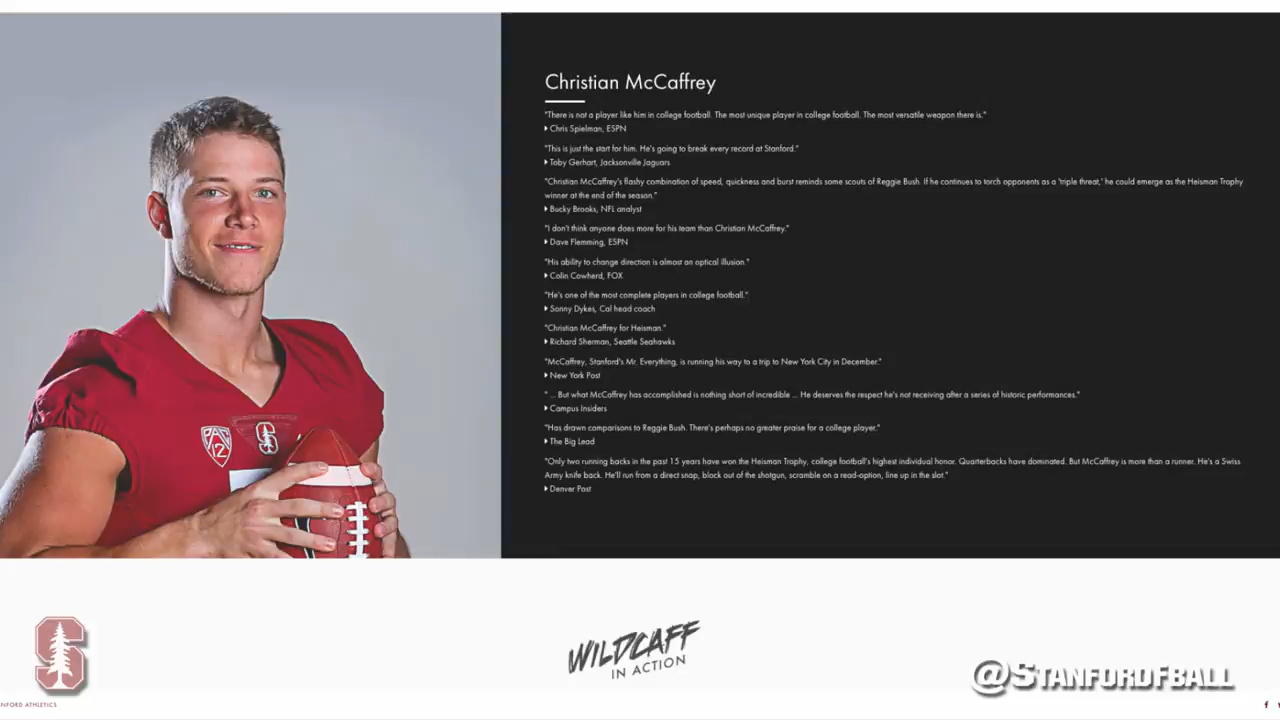 Christian McCaffrey
"There is not a player like him in college football. The most unique player in college football. The most versatile weapon there is."
Chris Spielman, ESPN
"This is just the start for him. He's going to break every record at Stanford."
Toby Gerhart, Jacksonville Jaguars
"Christian McCaffrey's flashy combination of speed, quickness and burst reminds some scouts of Reggie Bush. If he continues to torch opponents as a 'triple threat,' he could emerge as the Heisman Trophy
winner at the end of the season."
Bucky Brooks, NFL analyst
"I don't think anyone does more for his team than Christian McCaffrey."
Dave Flemming, ESPN
"His ability to change direction is almost an optical illusion."
Colin Cowherd, FOX
"He's one of the most complete players in college football."
Sonny Dykes, Cal head coach
"Christian McCaffrey for Heisman."
Richard Sherman, Seattle Seahawks
"McCaffrey, Stanford's Mr. Everything, is running his way to a trip to New York City in December."
New York Post
" ... But what McCaffrey has accomplished is nothing short of incredible ... He deserves the respect he's not receiving after a series of historic performances."
Campus Insiders
"Has drawn comparisons to Reggie Bush. There's perhaps no greater praise for a college player."
The Big Lead
"Only two running backs in the past 15 years have won the Heisman Trophy, college football's highest individual honor. Quarterbacks have dominated. But McCaffrey is more than a runner. He's a Swiss
Army knife back. He'll run from a direct snap, block out of the shotgun, scramble on a read-option, line up in the slot."
Denver Post
PAC
12
S
S
WILDCAFF
IN ACTION
@STANFORDFBALL
NFORD ATHLETICS